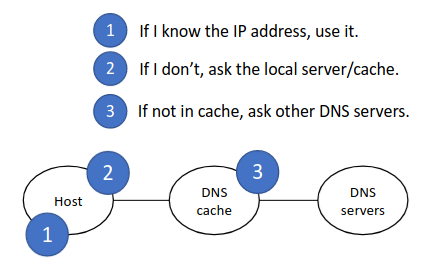 1 If I know the IP address, use it.
2 If I don't, ask the local server/cache.
3 If not in cache, ask other DNS servers.
2
3
Host
DNS
cache
DNS
servers
1